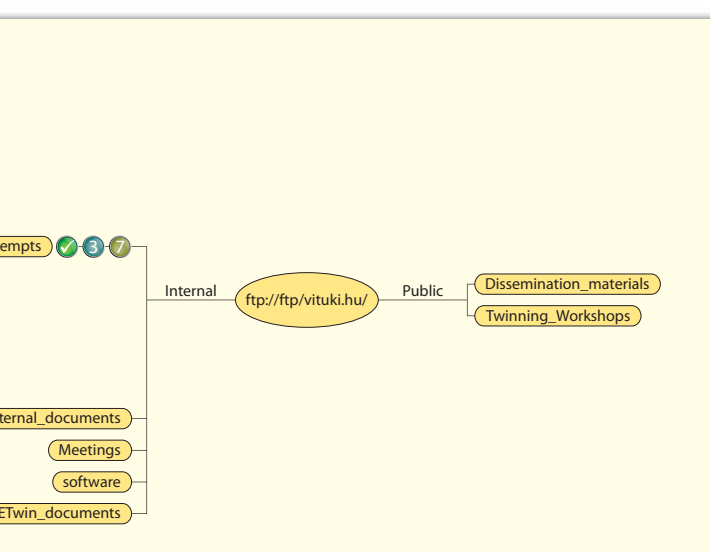 empts 3 7
Internal
ftp://ftp/vituki.hu/
Public
Dissemination_materials
Twinning_Workshops
ternal_documents
Meetings
software
ETwin_documents